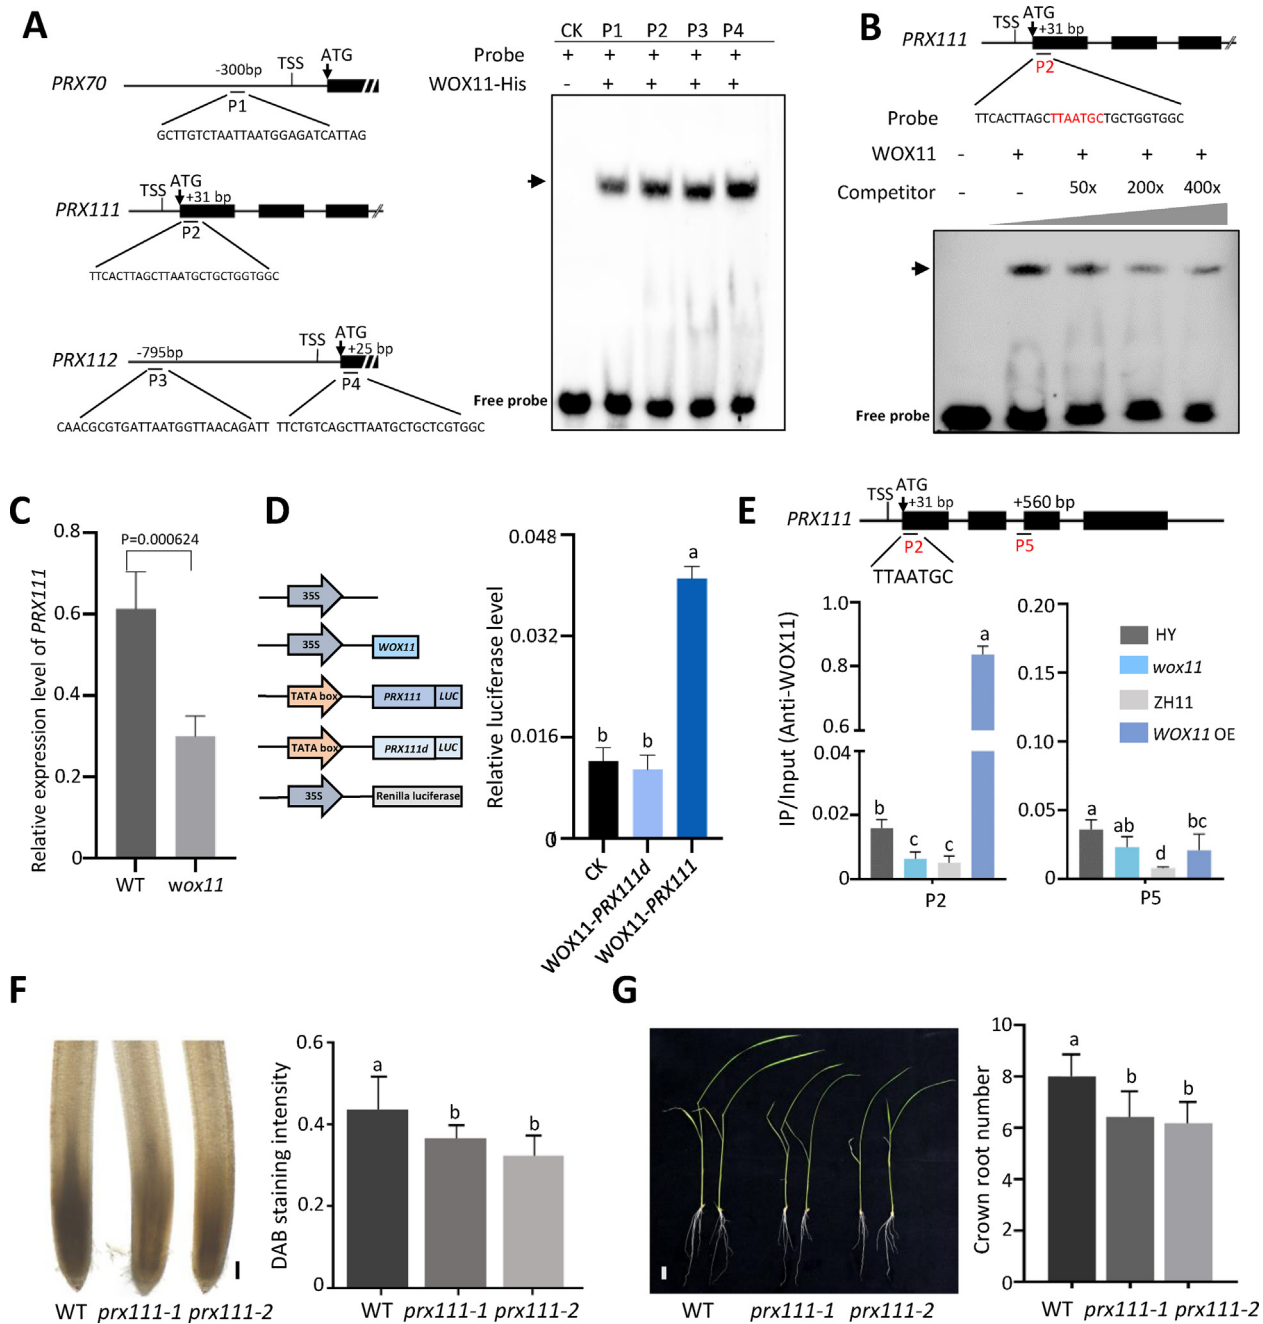 A
CK P1 P2 P3 P4
Probe + + + + +
WOX11-His - + + + +
PRX70
-300bp TSS ATG
P1
GCTTGTCTAATTAATGGAGATCATTAG
PRX111
TSS ATG +31 bp
P2
TTCACTTAGCTTAATGCTGCTGGTGGC
PRX112
-795bp TSS ATG +25 bp
P3 P4
CAACGCGTGATTAATGGTTAACAGATT TTCTGTCAGCTTAATGCTGCTCGTGGC
Free probe
B
PRX111
TSS ATG +31 bp
P2
Probe TTCACTTAGCTTAATGCTGCTGGTGGC
WOX11 - + + + +
Competitor - - 50x 200x 400x
Free probe
C
Relative expression level of PRX111
0.8
0.6
0.4
0.2
0
P=0.000624
WT wox11
D
35S
35S WOX11
TATA box PRX111 LUC
TATA box PRX111d LUC
35S Renilla luciferase
Relative luciferase level
0.048
0.032
0.016
0
b b a
CK WOX11-PRX111d WOX11-PRX111
E
PRX111
TSS ATG +31 bp +560 bp
P2 P5
TTAATGC
IP/Input (Anti-WOX11)
1.0
0.8
0.6
0.04
0.02
0
b c c a
P2
0.20
0.15
0.10
0.05
0
a ab d bc
P5
HY
wox11
ZH11
WOX11 OE
F
WT prx111-1 prx111-2
DAB staining intensity
0.6
0.4
0.2
0
a b b
WT prx111-1 prx111-2
G
WT prx111-1 prx111-2
Crown root number
10
8
6
4
2
0
a b b
WT prx111-1 prx111-2